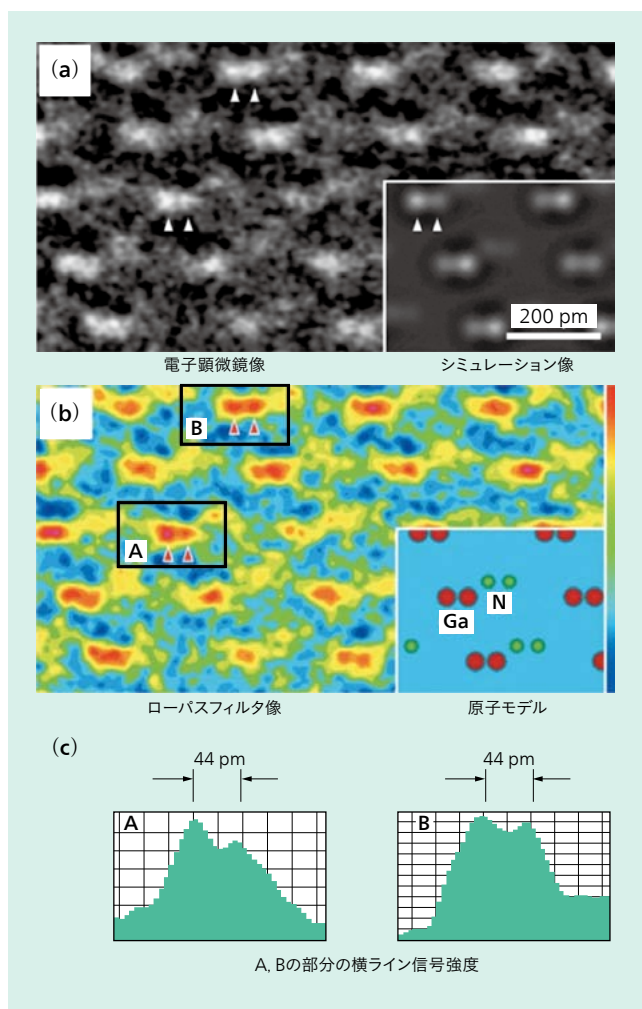 (a)
200 pm
電子顕微鏡像
シミュレーション像
(b)
B
A
N
Ga
ローパスフィルタ像
原子モデル
(c)
44 pm
44 pm
A
B
A, Bの部分の横ライン信号強度